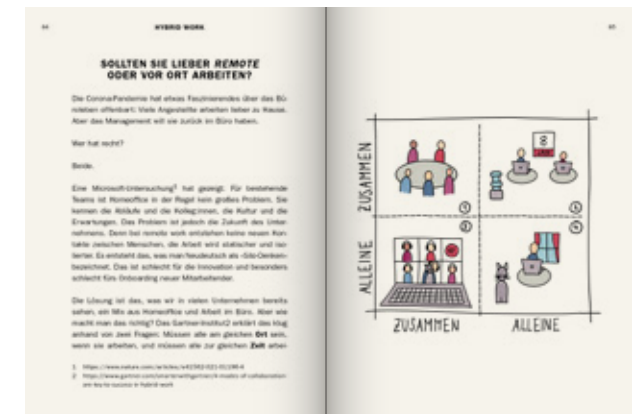 HYBRID WORK
SOLLTEN SIE LIEBER REMOTE
ODER VOR ORT ARBEITEN?
Die Corona-Pandemie hat etwas Faszinierendes über das Bü-
roleben offenbart: Viele Angestellte arbeiten lieber zu Hause.
Aber das Management will sie zurück im Büro haben.
Wer hat recht?
Beide.
Eine Microsoft-Untersuchung¹ hat gezeigt: Für bestehende
Teams ist Homeoffice in der Regel kein großes Problem. Sie
kennen die Abläufe und die Kolleg:innen, die Kultur und die
Erwartungen. Das Problem ist jedoch die Zukunft des Unter-
nehmens. Denn bei remote work entstehen keine neuen Kon-
takte zwischen Menschen, die Arbeit wird statischer und iso-
lierter. Es entsteht das, was man neudeutsch als ‹Silo-Denken›
bezeichnet. Das ist schlecht für die Innovation und besonders
schlecht fürs Onboarding neuer Mitarbeitender.
Die Lösung ist das, was wir in vielen Unternehmen bereits
sehen, ein Mix aus Homeoffice und Arbeit im Büro. Aber wie
macht man das richtig? Das Gartner-Institut2 erklärt das klug
anhand von zwei Fragen: Müssen alle am gleichen Ort sein,
wenn sie arbeiten, und müssen alle zur gleichen Zeit arbei-
ZUSAMMEN
ALLEINE
8
1
3
2
4
ZUSAMMEN ALLEINE